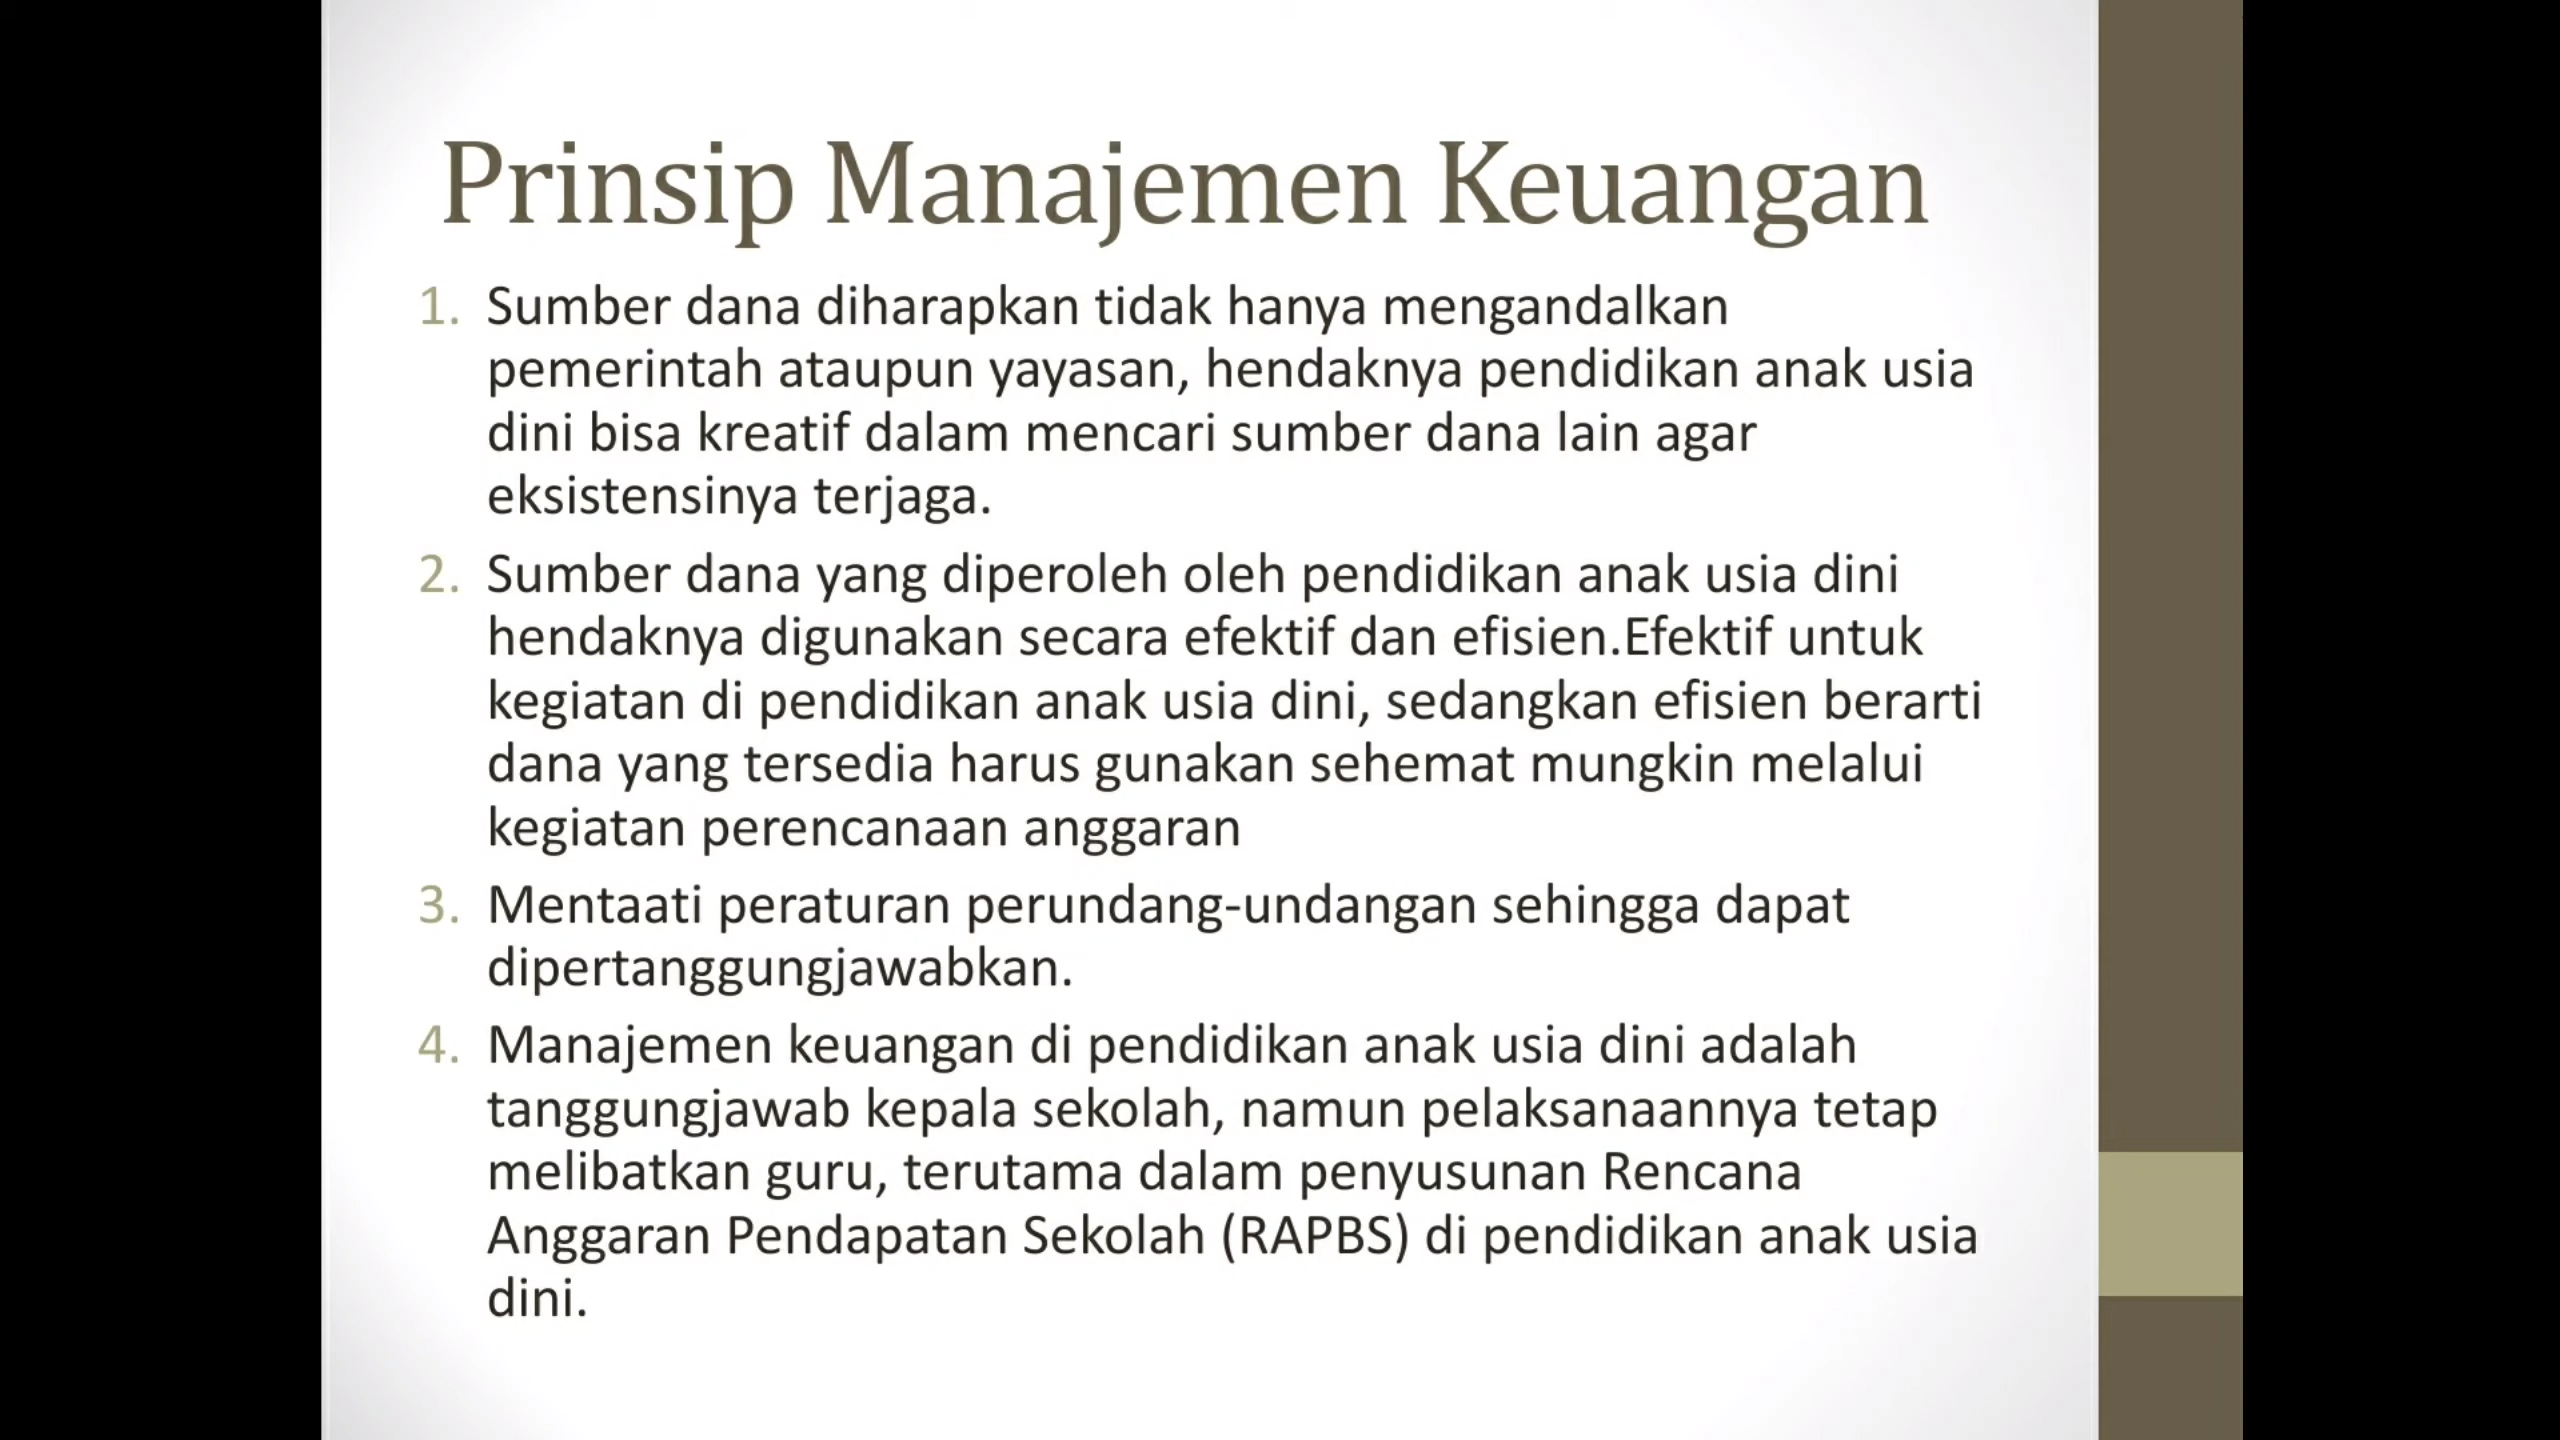 Prinsip Manajemen Keuangan
1. Sumber dana diharapkan tidak hanya mengandalkan
pemerintah ataupun yayasan, hendaknya pendidikan anak usia
dini bisa kreatif dalam mencari sumber dana lain agar
eksistensinya terjaga.
2. Sumber dana yang diperoleh oleh pendidikan anak usia dini
hendaknya digunakan secara efektif dan efisien.Efektif untuk
kegiatan di pendidikan anak usia dini, sedangkan efisien berarti
dana yang tersedia harus gunakan sehemat mungkin melalui
kegiatan perencanaan anggaran
3. Mentaati peraturan perundang-undangan sehingga dapat
dipertanggungjawabkan.
4. Manajemen keuangan di pendidikan anak usia dini adalah
tanggungjawab kepala sekolah, namun pelaksanaannya tetap
melibatkan guru, terutama dalam penyusunan Rencana
Anggaran Pendapatan Sekolah (RAPBS) di pendidikan anak usia
dini.